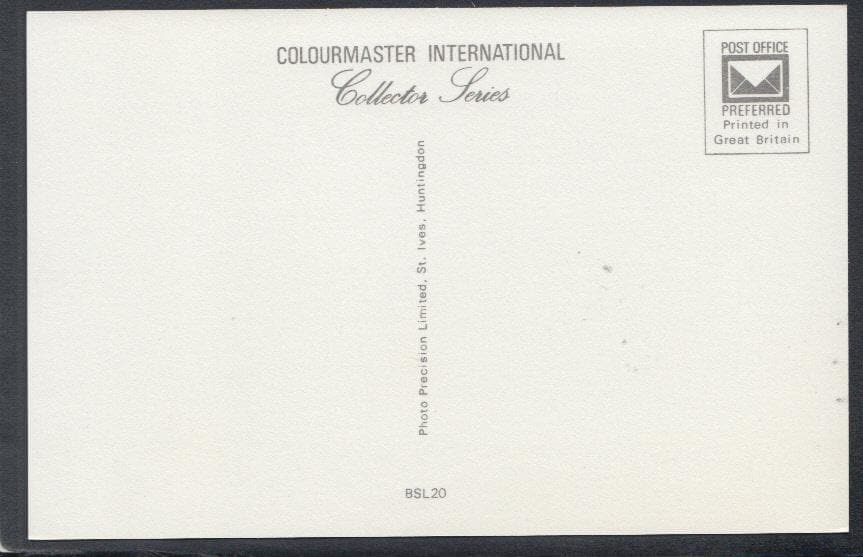 COLOURMASTER INTERNATIONAL
Collector Series
POST OFFICE
PREFERRED
Printed in
Great Britain
Photo Precision Limited, St. Ives, Huntingdon
BSL20